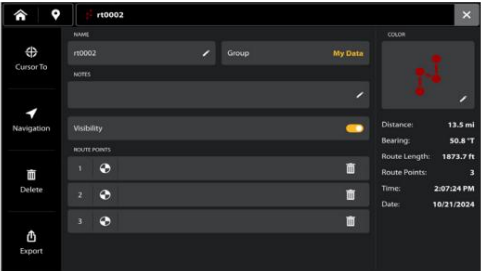 rt0002
NAME
rt0002
Group
My Data
COLOR
Cursor To
NOTES
Navigation
Visibility
Distance: 13.5 mi
Bearing: 50.8 °T
ROUTE POINTS
Route Length: 1873.7 ft
1
Route Points: 3
Delete
2
Time: 2:07:24 PM
Date: 10/21/2024
3
Export